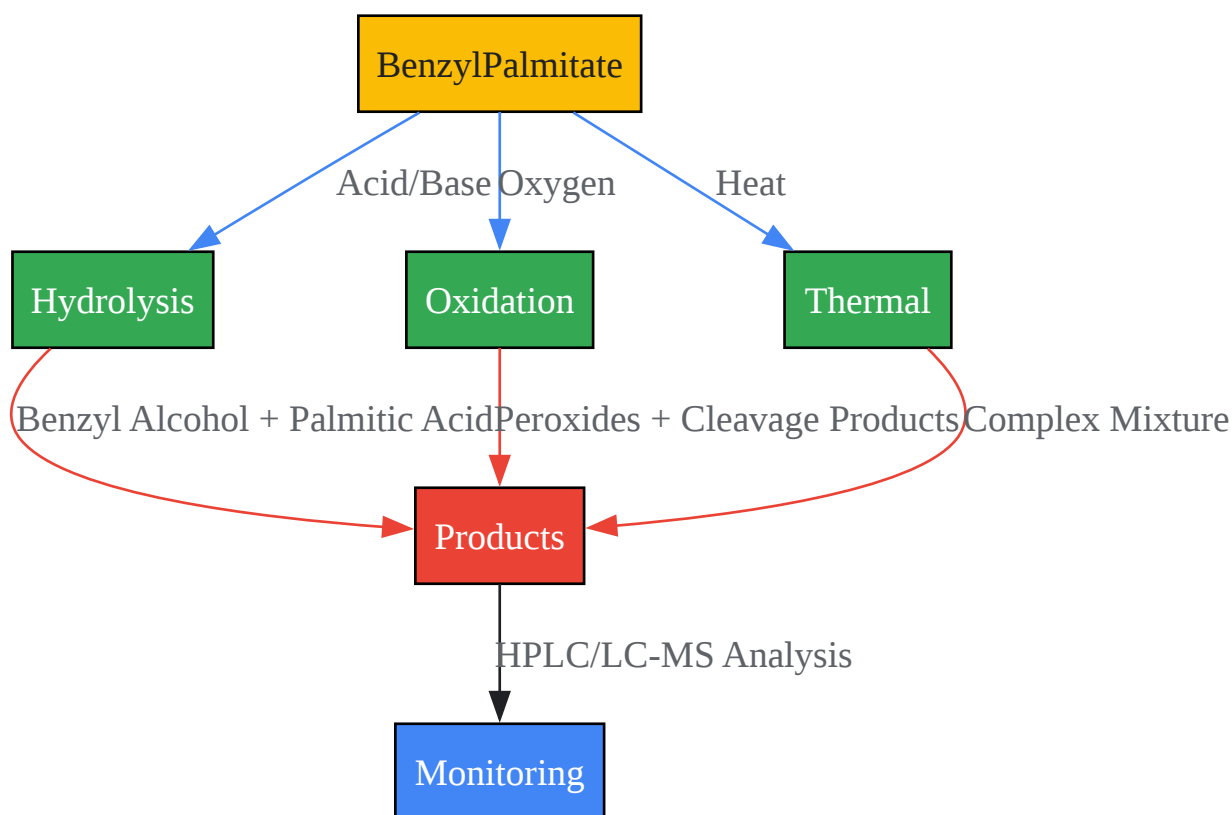 BenzylPalmitate
Acid/Base
Oxygen
Heat
Hydrolysis
Oxidation
Thermal
Benzyl Alcohol + Palmitic Acid
Peroxides + Cleavage Products
Complex Mixture
Products
HPLC/LC-MS Analysis
Monitoring